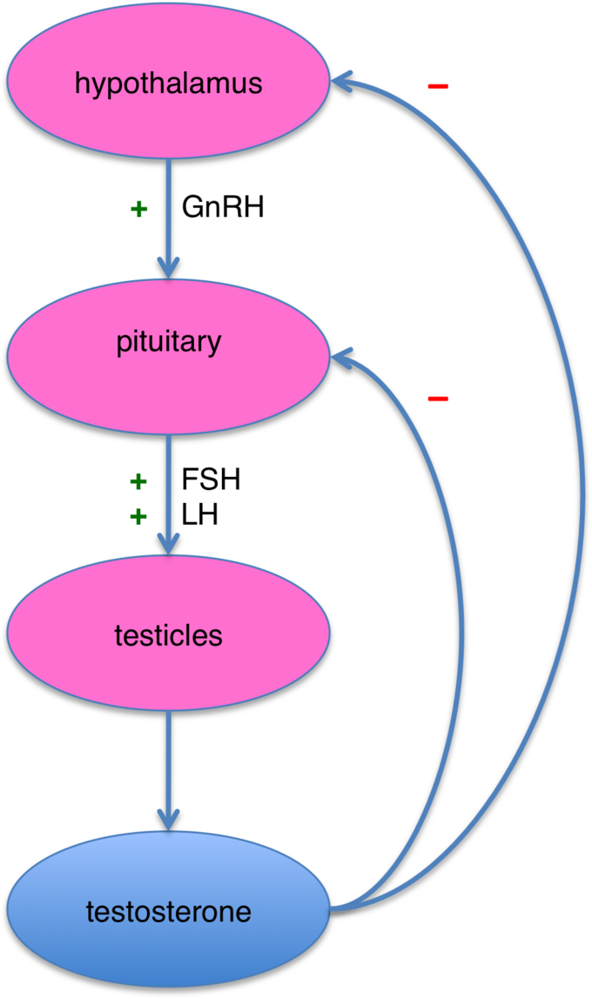 hypothalamus
−
+ GnRH
pituitary
−
+ FSH
+ LH
testicles
testosterone